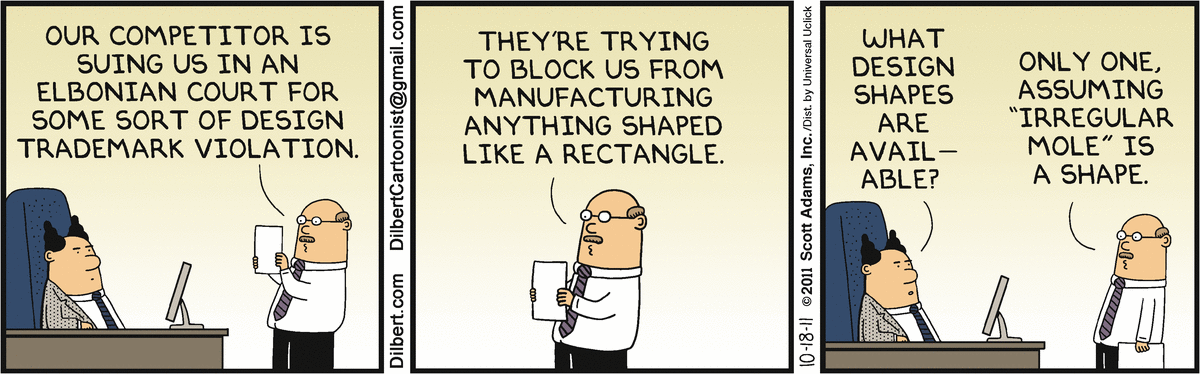 OUR COMPETITOR IS
SUING US IN AN
ELBONIAN COURT FOR
SOME SORT OF DESIGN
TRADEMARK VIOLATION.
Dilbert.com DilbertCartoonist@gmail.com
THEY'RE TRYING
TO BLOCK US FROM
MANUFACTURING
ANYTHING SHAPED
LIKE A RECTANGLE.
10-18-11 © 2011 Scott Adams, Inc. /Dist. by Universal Uclick
WHAT
DESIGN
SHAPES
ARE
AVAIL-
ABLE?
ONLY ONE,
ASSUMING
"IRREGULAR
MOLE" IS
A SHAPE.